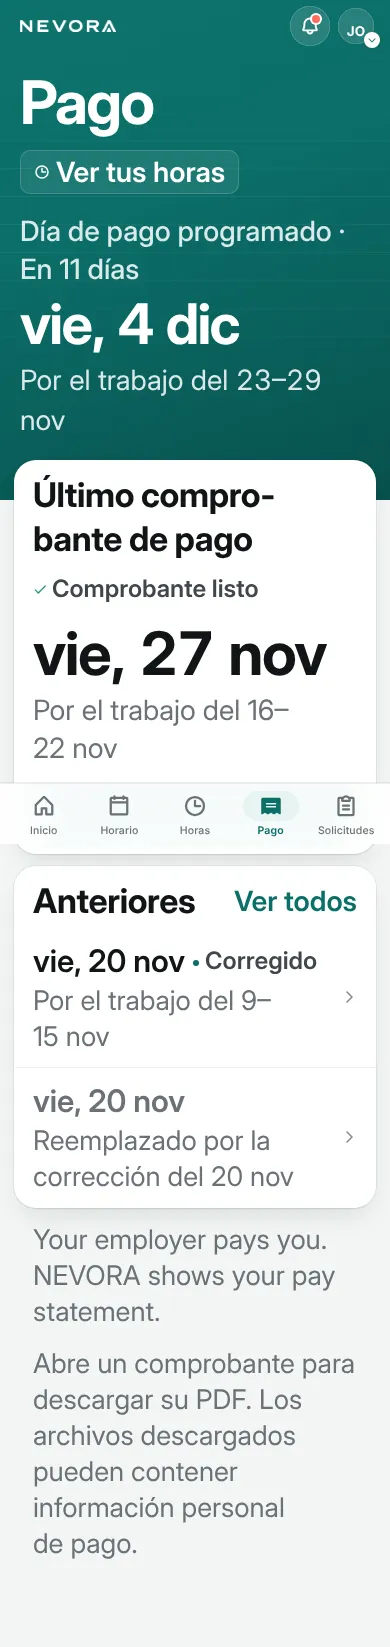 NEVORA
JO
Pago
Ver tus horas
Día de pago programado ·
En 11 días
vie, 4 dic
Por el trabajo del 23–29
nov
Último compro-
bante de pago
Comprobante listo
vie, 27 nov
Por el trabajo del 16–
22 nov
Inicio
Horario
Horas
Pago
Solicitudes
Anteriores
Ver todos
vie, 20 nov • Corregido
Por el trabajo del 9–
15 nov
vie, 20 nov
Reemplazado por la
corrección del 20 nov
Your employer pays you.
NEVORA shows your pay
statement.
Abre un comprobante para
descargar su PDF. Los
archivos descargados
pueden contener
información personal
de pago.